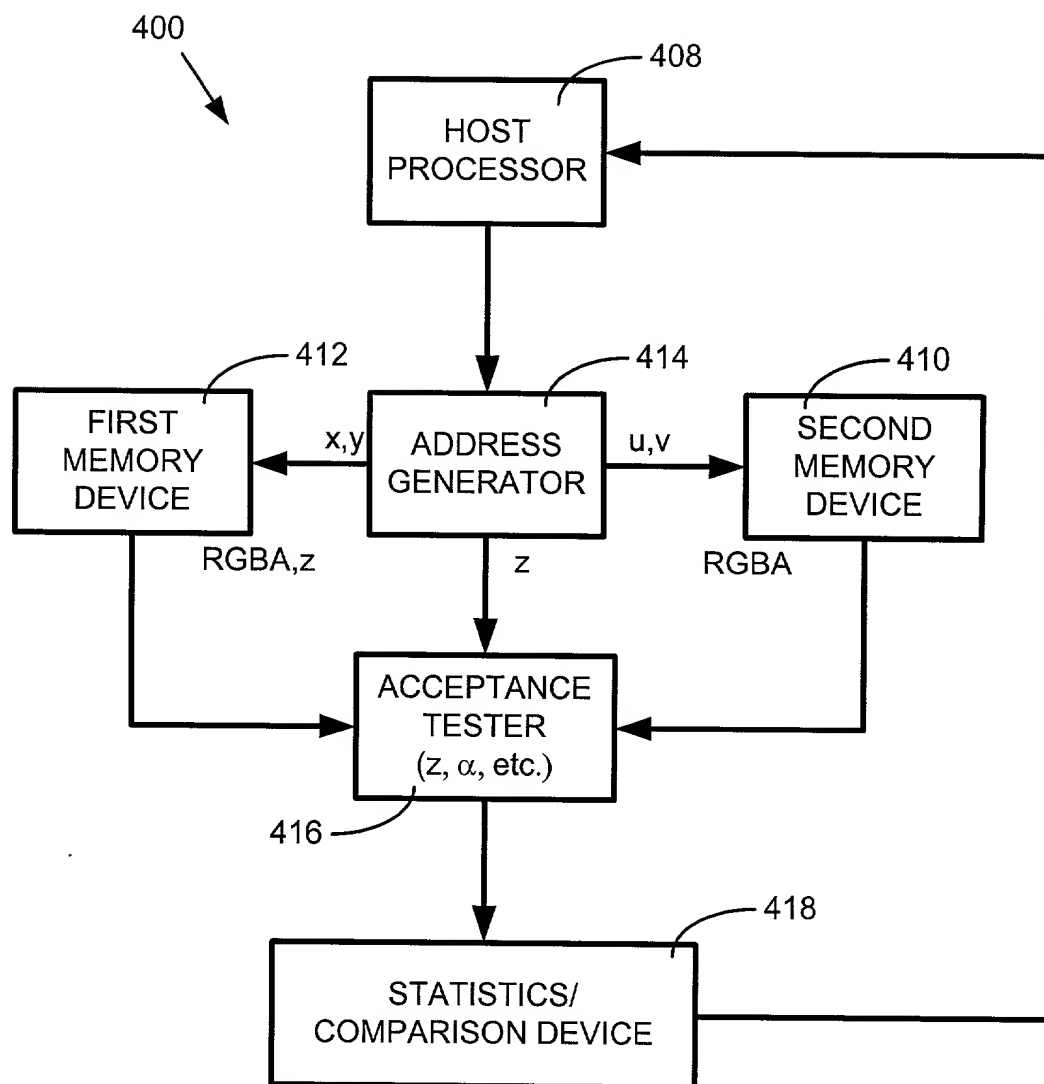 400
408
HOST
PROCESSOR
412
414
410
FIRST
MEMORY
DEVICE
x,y
ADDRESS
GENERATOR
u,v
SECOND
MEMORY
DEVICE
RGBA,z
z
RGBA
ACCEPTANCE
TESTER
(z, α, etc.)
416
418
STATISTICS/
COMPARISON DEVICE